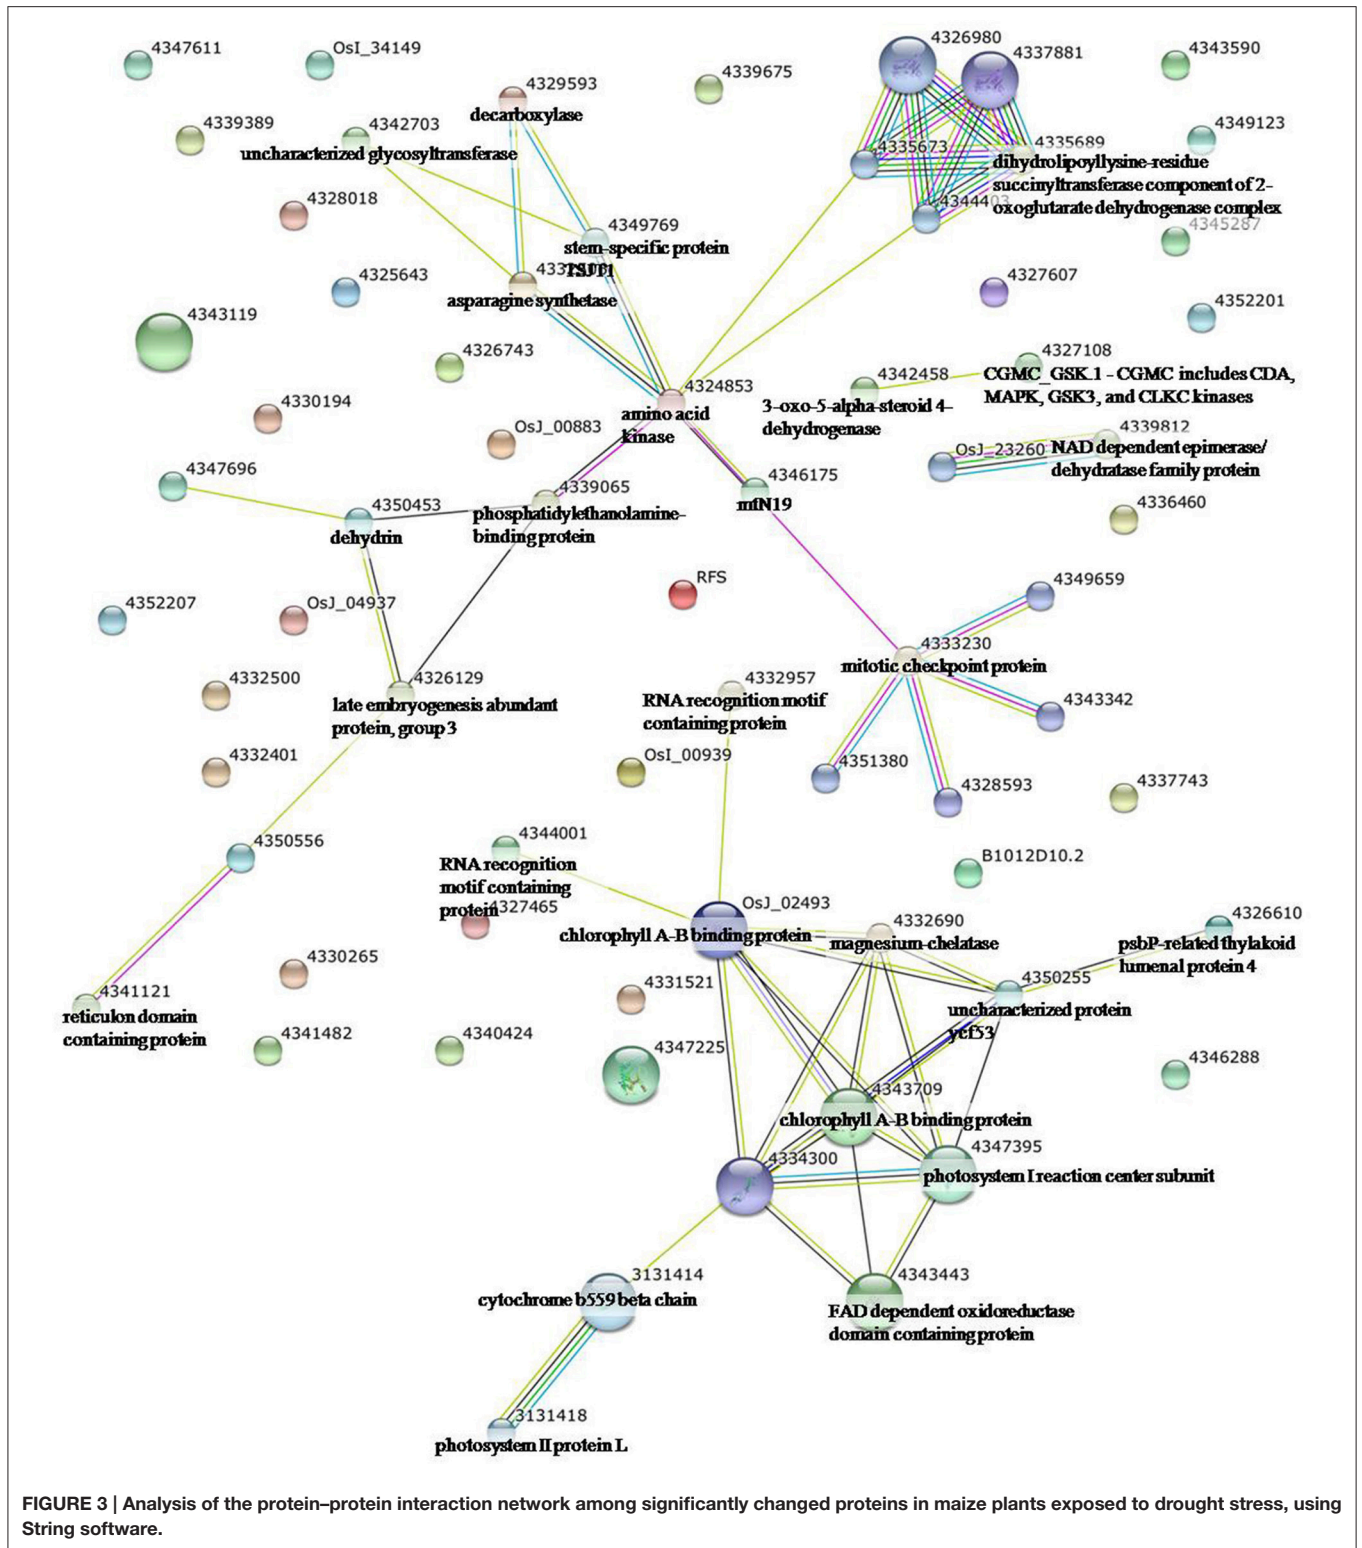 4347611
OsI_34149
4326980
4337881
4343590
4329593
decarboxylase
4339675
4339389
4342703
uncharacterized glycosyltransferase
4335673
4335689
dihydrolipoyllysine-residue
succinyltransferase component of 2-
oxoglutarate dehydrogenase complex
4349123
4328018
4344403
4345287
4349769
stem-specific protein
TSJT1
asparagine synthetase
4325643
4327607
4352201
4343119
4326743
4324853
amino acid
kinase
4342458
3-oxo-5-alpha-steroid 4-
dehydrogenase
4327108
CGMC_GSK.1 - CGMC includes CDA,
MAPK, GSK3, and CLKC kinases
4330194
OsJ_00883
4339812
OsJ_23260
NAD dependent epimerase/
dehydratase family protein
4347696
4350453
dehydrin
4339065
phosphatidylethanolamine-
binding protein
4346175
mfN19
4336460
RFS
4349659
4352207
OsJ_04937
4333230
mitotic checkpoint protein
4332500
4326129
late embryogenesis abundant
protein, group 3
4332957
RNA recognition motif
containing protein
4343342
4332401
OsI_00939
4351380
4328593
4337743
4350556
4344001
RNA recognition
motif containing
protein
4327465
B1012D10.2
OsJ_02493
chlorophyll A-B binding protein
4332690
magnesium-chelatase
4326610
psbP-related thylakoid
lumenal protein 4
4330265
4331521
4350255
uncharacterized protein
ycf53
4341121
reticulon domain
containing protein
4341482
4340424
4347225
4346288
4343709
chlorophyll A-B binding protein
4334300
4347395
photosystem I reaction center subunit
3131414
cytochrome b559 beta chain
4343443
FAD dependent oxidoreductase
domain containing protein
3131418
photosystem II protein L
FIGURE 3 | Analysis of the protein–protein interaction network among significantly changed proteins in maize plants exposed to drought stress, using
String software.